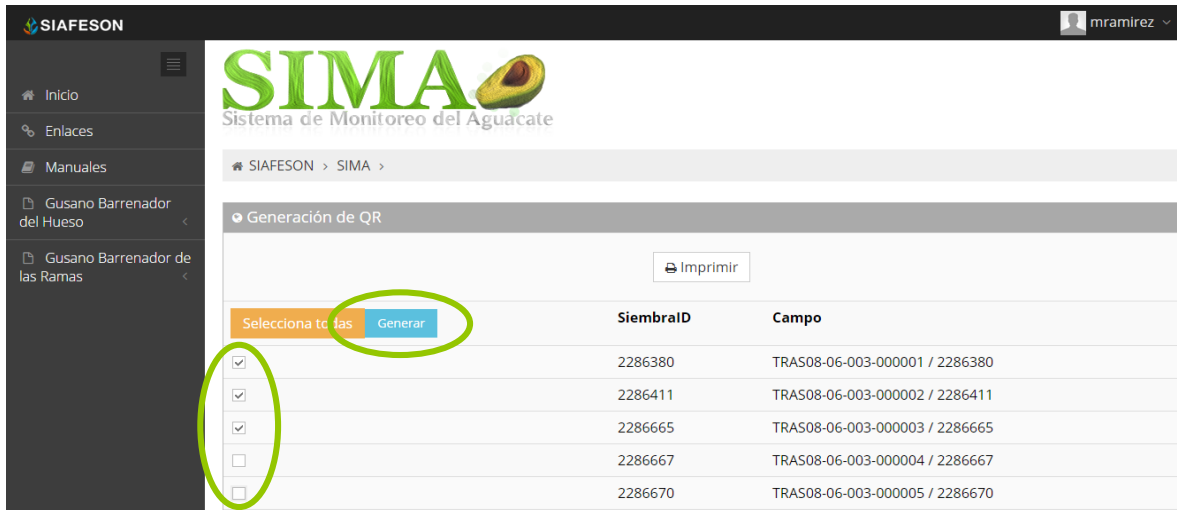 SIAFESON
mramirez
Inicio
Enlaces
Manuales
Gusano Barrenador
del Hueso
Gusano Barrenador de
las Ramas
SIMA
Sistema de Monitoreo del Aguacate
SIAFESON > SIMA >
Generación de QR
Imprimir
Selecciona todas Generar SiembraID Campo
2286380 TRAS08-06-003-000001 / 2286380
2286411 TRAS08-06-003-000002 / 2286411
2286665 TRAS08-06-003-000003 / 2286665
2286667 TRAS08-06-003-000004 / 2286667
2286670 TRAS08-06-003-000005 / 2286670